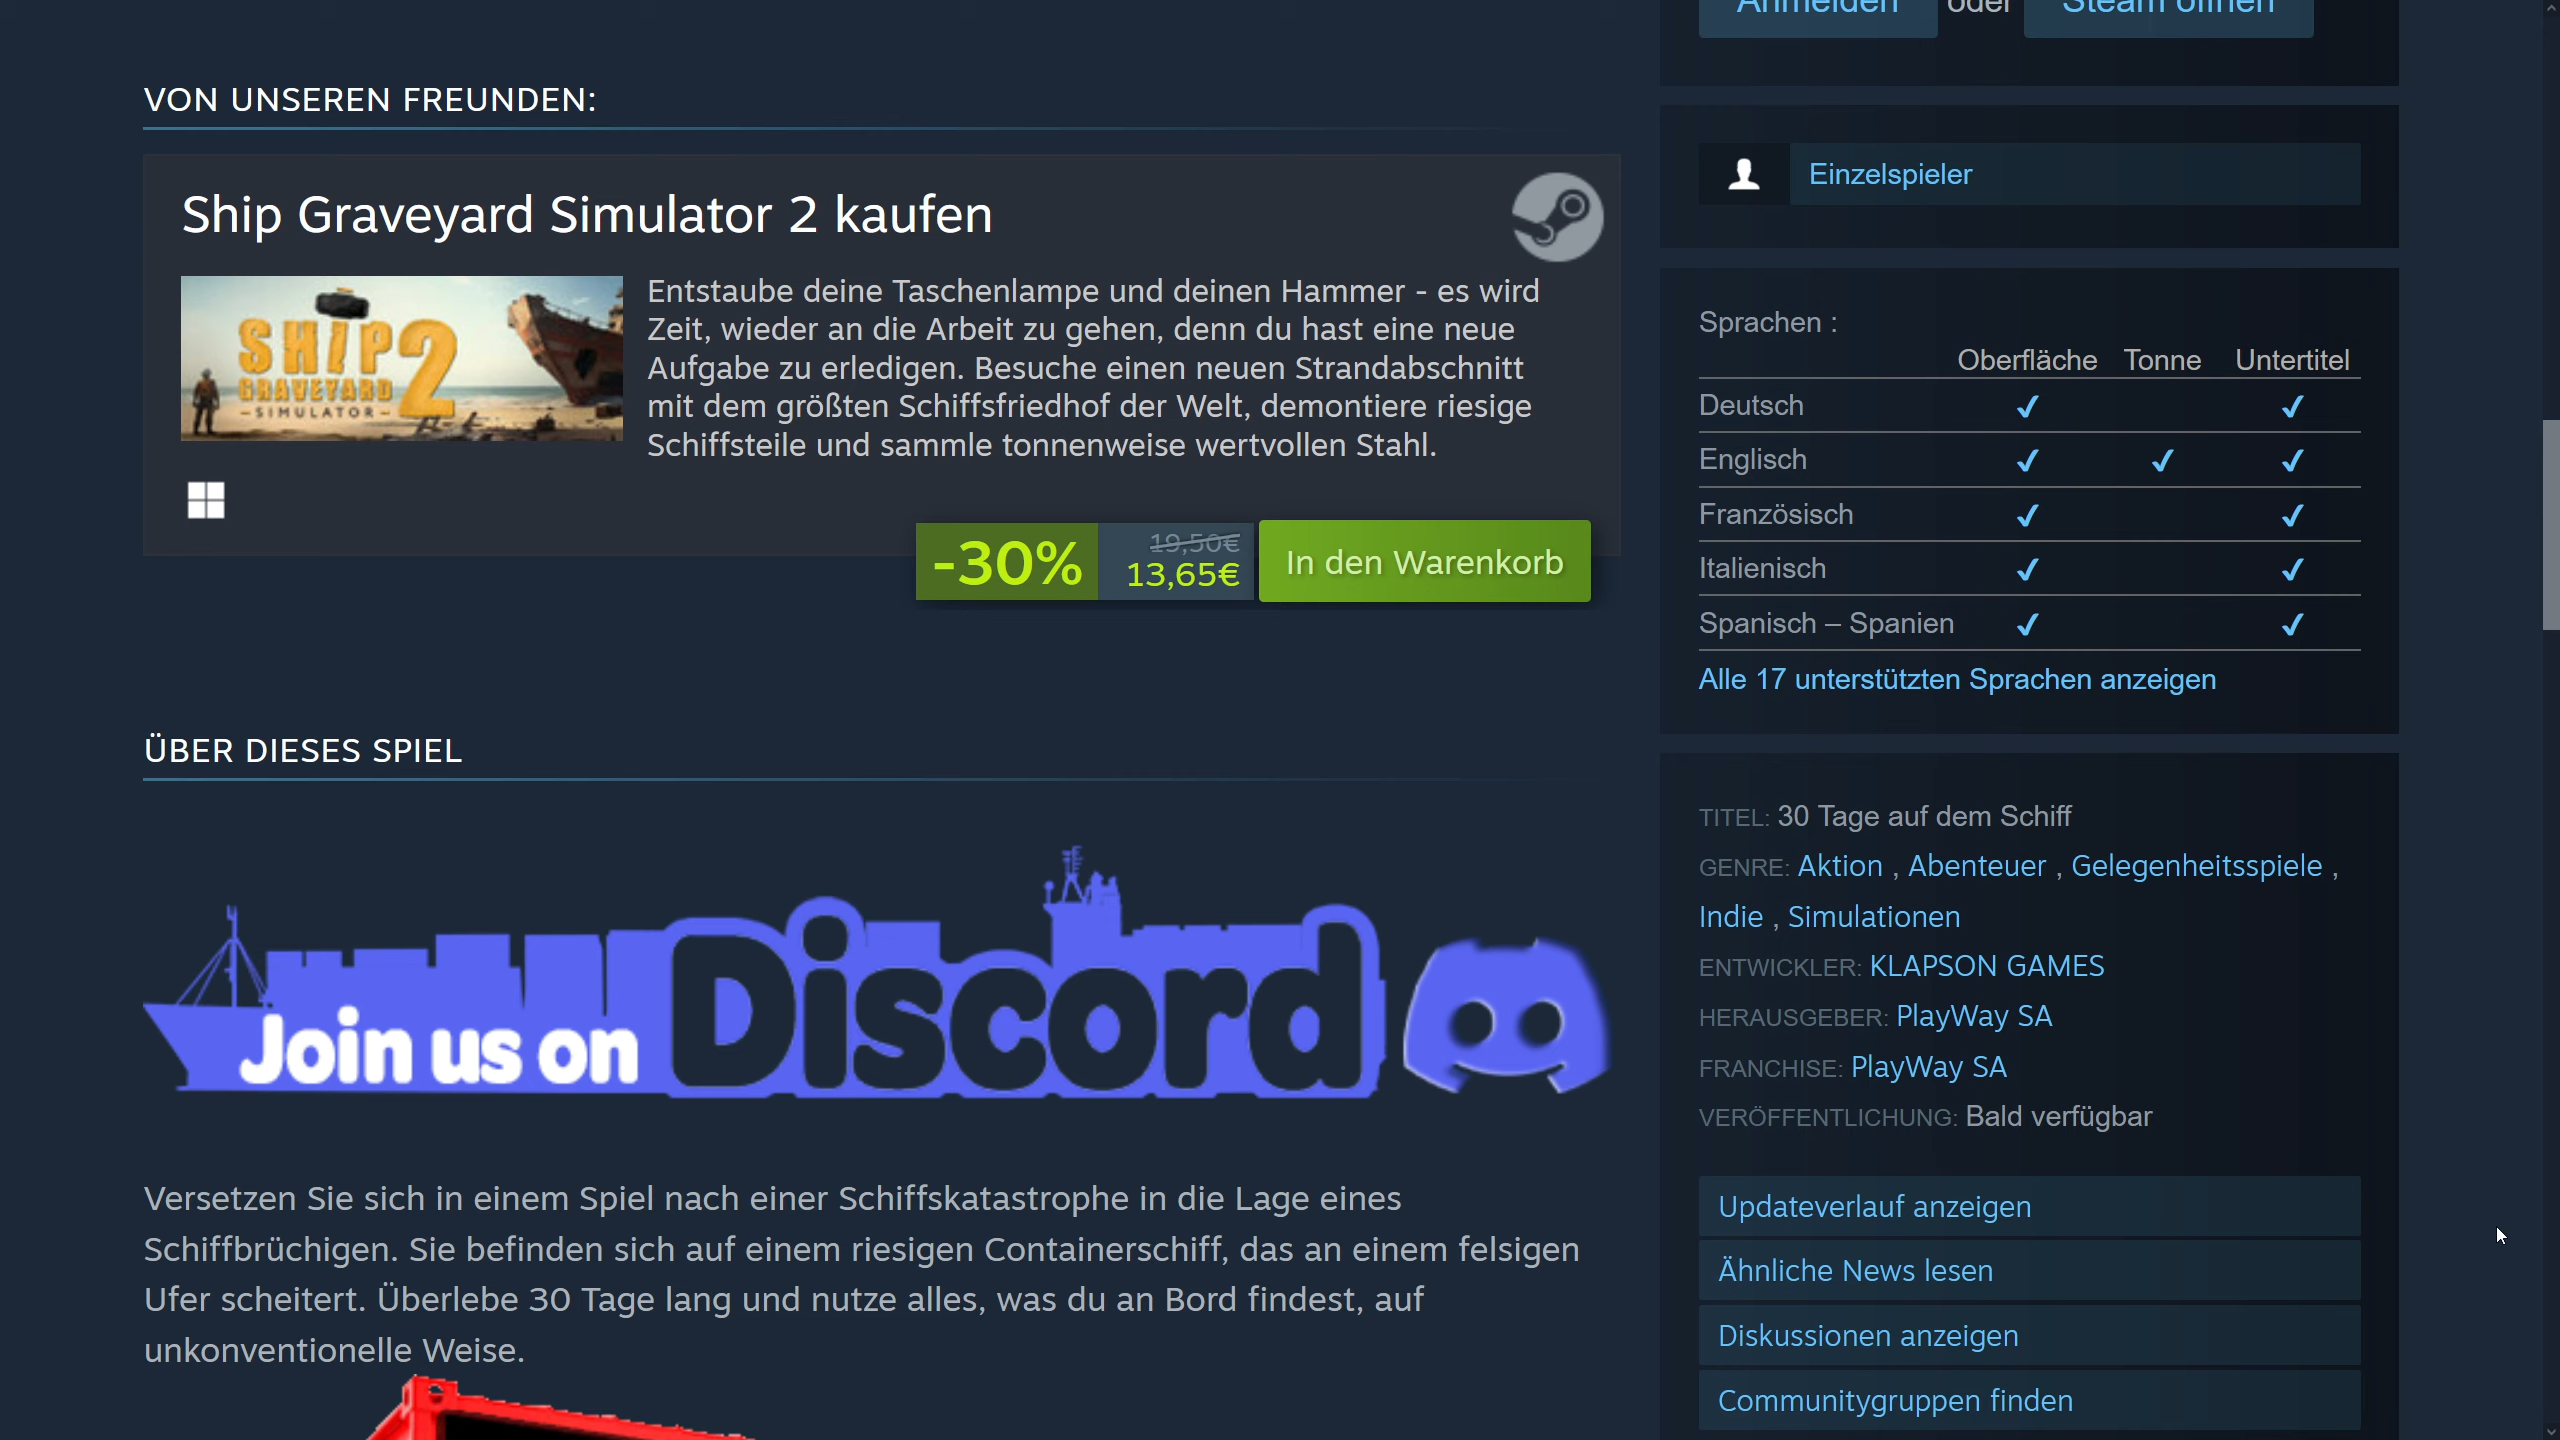 Anmelden oder Steam öffnen
VON UNSEREN FREUNDEN:
Ship Graveyard Simulator 2 kaufen
SHIP 2
GRAVEYARD
-SIMULATOR-
Entstaube deine Taschenlampe und deinen Hammer - es wird
Zeit, wieder an die Arbeit zu gehen, denn du hast eine neue
Aufgabe zu erledigen. Besuche einen neuen Strandabschnitt
mit dem größten Schiffsfriedhof der Welt, demontiere riesige
Schiffsteile und sammle tonnenweise wertvollen Stahl.
-30%
19,50€
13,65€
In den Warenkorb
ÜBER DIESES SPIEL
Join us on Discord
Versetzen Sie sich in einem Spiel nach einer Schiffskatastrophe in die Lage eines
Schiffbrüchigen. Sie befinden sich auf einem riesigen Containerschiff, das an einem felsigen
Ufer scheitert. Überlebe 30 Tage lang und nutze alles, was du an Bord findest, auf
unkonventionelle Weise.
Einzelspieler
Sprachen :
Oberfläche Tonne Untertitel
Deutsch ✔ ✔
Englisch ✔ ✔ ✔
Französisch ✔ ✔
Italienisch ✔ ✔
Spanisch – Spanien ✔ ✔
Alle 17 unterstützten Sprachen anzeigen
TITEL: 30 Tage auf dem Schiff
GENRE: Aktion , Abenteuer , Gelegenheitsspiele ,
Indie , Simulationen
ENTWICKLER: KLAPSON GAMES
HERAUSGEBER: PlayWay SA
FRANCHISE: PlayWay SA
VERÖFFENTLICHUNG: Bald verfügbar
Updateverlauf anzeigen
Ähnliche News lesen
Diskussionen anzeigen
Communitygruppen finden